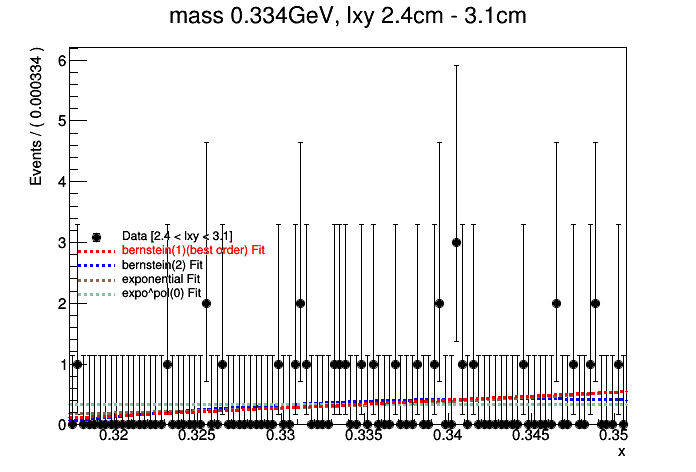 mass 0.334GeV, lxy 2.4cm - 3.1cm
Events / ( 0.000334 )
6
5
4
3
2
1
0
Data [2.4 < lxy < 3.1]
bernstein(1)(best order) Fit
bernstein(2) Fit
exponential Fit
expo^pol(0) Fit
0.32 0.325 0.33 0.335 0.34 0.345 0.35
x